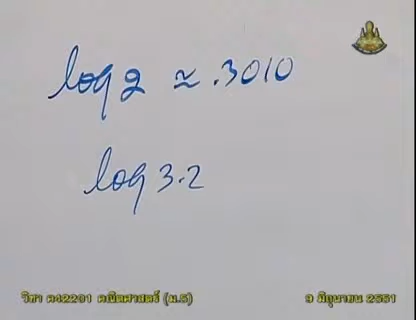 log 2 ≈ .3010
log 3.2
วิชา ค42201 คณิตศาสตร์ (ม.5)
9 มิถุนายน 2551